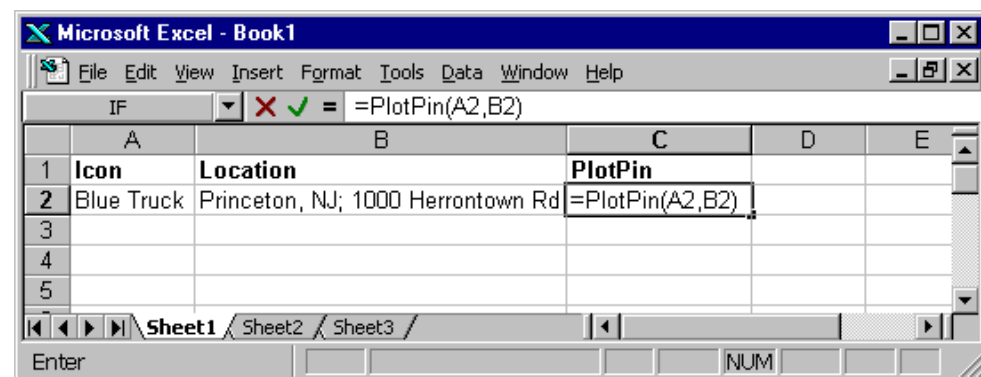 Microsoft Excel - Book1
File Edit View Insert Format Tools Data Window Help
IF = =PlotPin(A2,B2)
A B C D E
1 Icon Location PlotPin
2 Blue Truck Princeton, NJ; 1000 Herrontown Rd =PlotPin(A2,B2)
3
4
5
Sheet1 Sheet2 Sheet3
Enter NUM